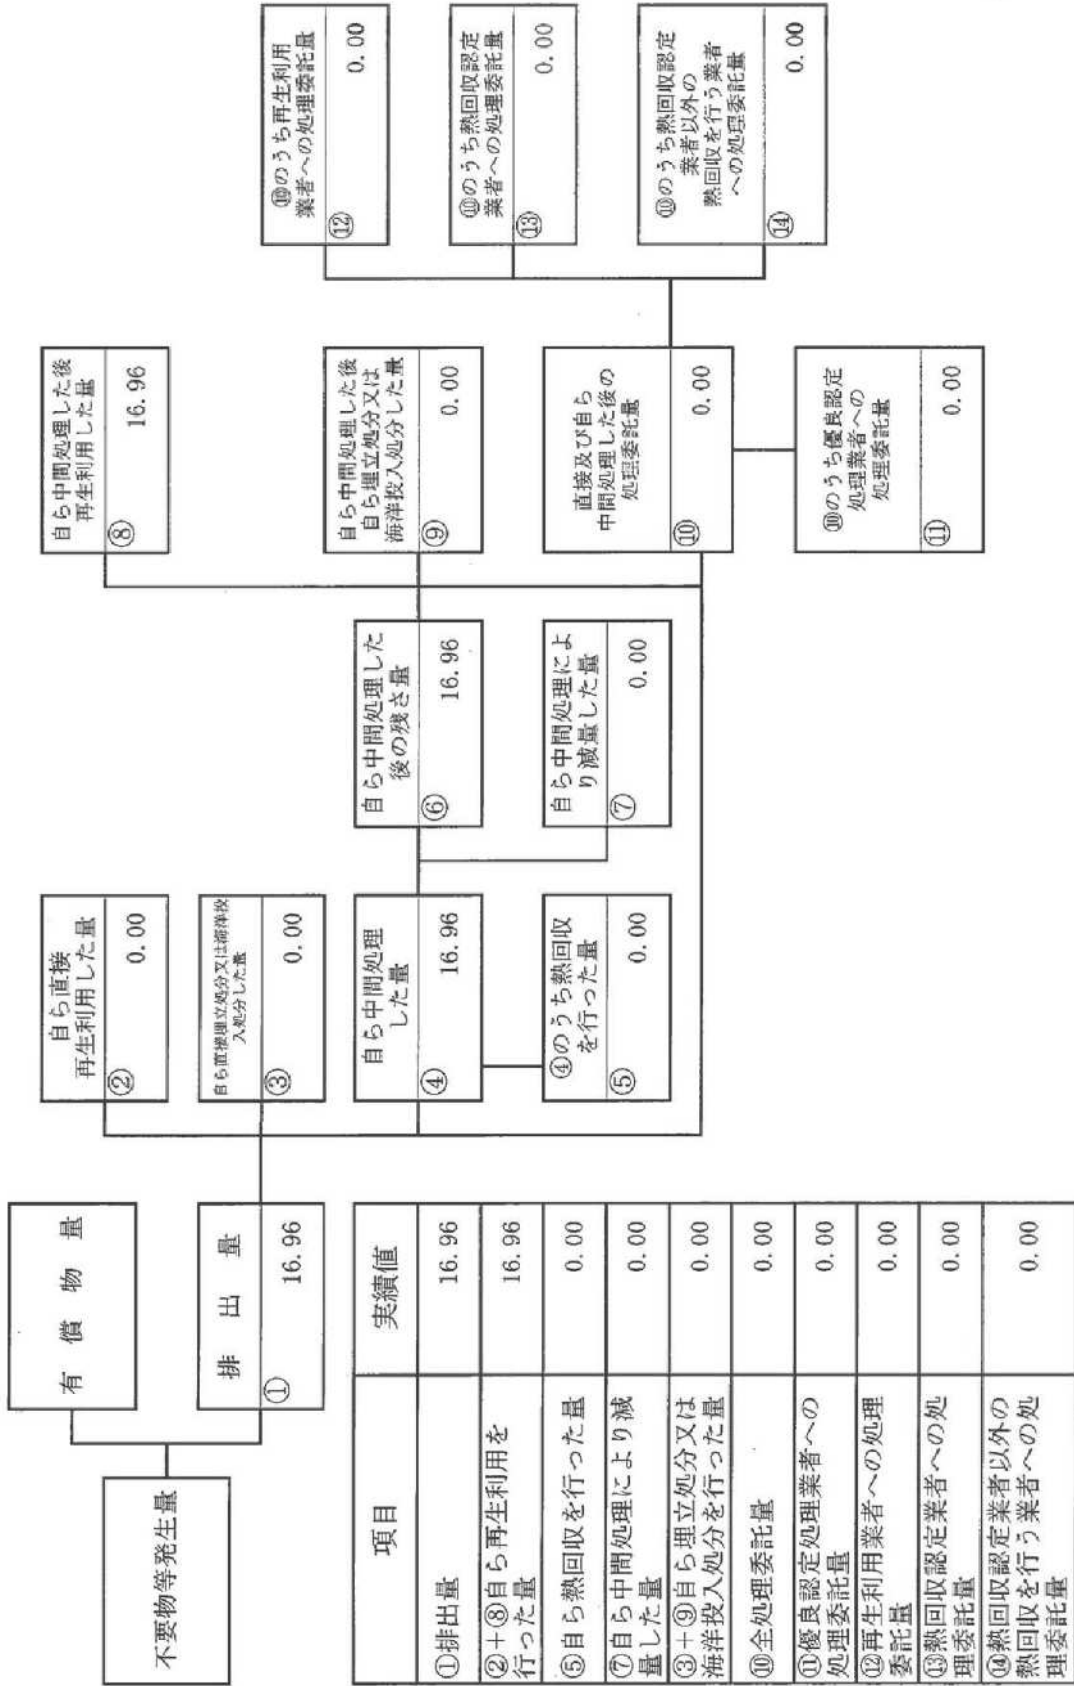 不要物等発生量
有償物量
排出量
① 16.96
自ら直接
再生利用した量
② 0.00
自ら直接埋立処分又は海洋投
入処分した量
③ 0.00
自ら中間処理
した量
④ 16.96
④のうち熱回収
を行った量
⑤ 0.00
自ら中間処理した
後の残さ量
⑥ 16.96
自ら中間処理によ
り減量した量
⑦ 0.00
自ら中間処理した後
再生利用した量
⑧ 16.96
自ら中間処理した後
自ら埋立処分又は
海洋投入処分した量
⑨ 0.00
直接及び自ら
中間処理した後の
処理委託量
⑩ 0.00
⑩のうち優良認定
処理業者への
処理委託量
⑪ 0.00
⑩のうち再生利用
業者への処理委託量
⑫ 0.00
⑩のうち熱回収認定
業者への処理委託量
⑬ 0.00
⑩のうち熱回収認定
業者以外の
熱回収を行う業者
への処理委託量
⑭ 0.00
項目 実績値
①排出量 16.96
②+⑧自ら再生利用を
行った量 16.96
⑤自ら熱回収を行った量 0.00
⑦自ら中間処理により減
量した量 0.00
③+⑨自ら埋立処分又は
海洋投入処分を行った量 0.00
⑩全処理委託量 0.00
⑪優良認定処理業者への
処理委託量 0.00
⑫再生利用業者への処理
委託量 0.00
⑬熱回収認定業者への処
理委託量 0.00
⑭熱回収認定業者以外の
熱回収を行う業者への処
理委託量 0.00